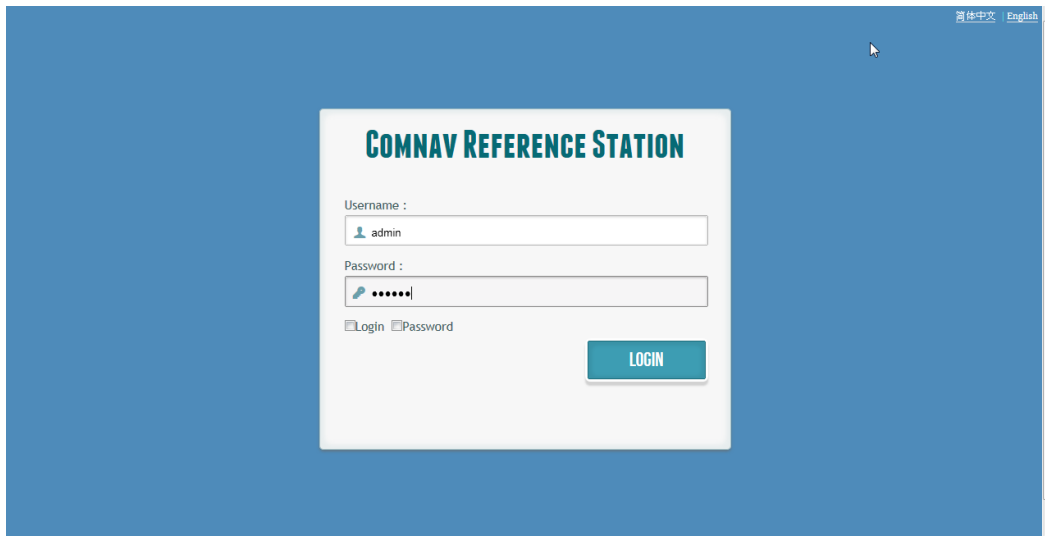 简体中文 | English
Comnav Reference Station
Username :
admin
Password :
••••••
Login Password
LOGIN